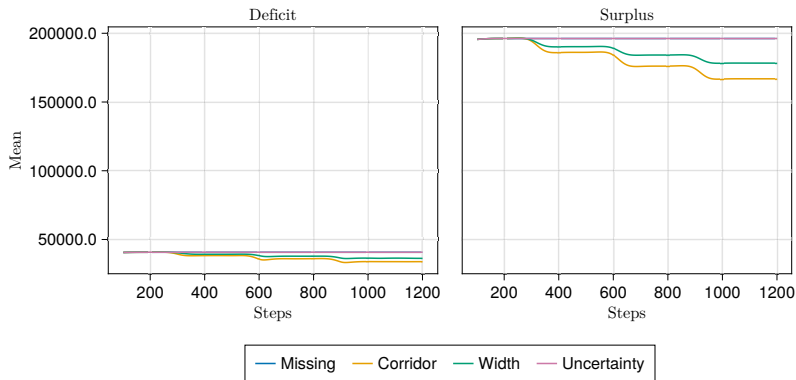 Deficit
Surplus
Mean
200000.0
150000.0
100000.0
50000.0
200 400 600 800 1000 1200
200 400 600 800 1000 1200
Steps
Steps
Missing Corridor Width Uncertainty